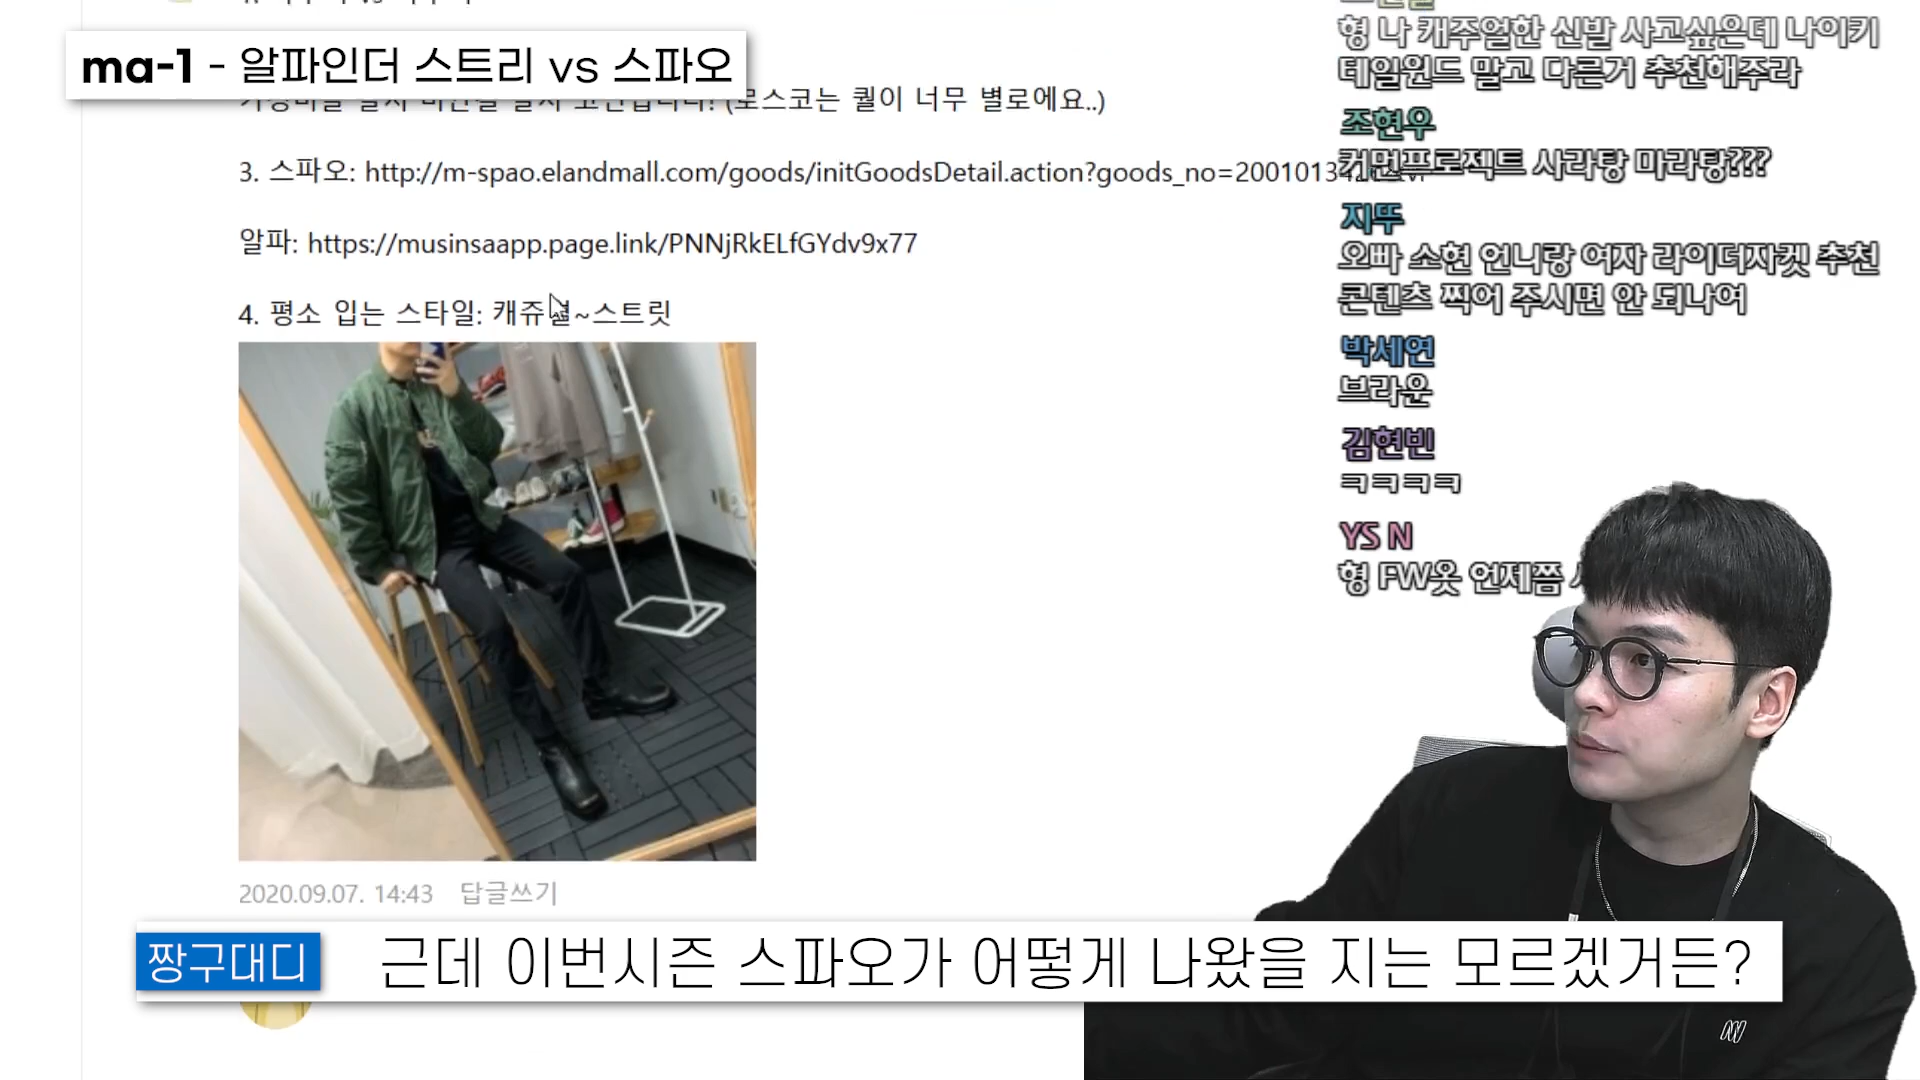 ma-1 - 알파인더 스트리 vs 스파오
(로스코는 퀄이 너무 별로에요..)
3. 스파오: http://m-spao.elandmall.com/goods/initGoodsDetail.action?goods_no=2001013
알파: https://musinsaapp.page.link/PNNjRkELfGYdv9x77
4. 평소 입는 스타일: 캐쥬얼~스트릿
2020.09.07. 14:43 답글쓰기
형 나 캐주얼한 신발 사고싶은데 나이키
테일윈드 말고 다른거 추천해주라
조현우
커먼프로젝트 사라탕 마라탕???
지뚜
오빠 소현 언니랑 여자 라이더자켓 추천
콘텐츠 찍어 주시면 안 되나여
박세연
브라운
김현빈
ㅋㅋㅋㅋ
YS N
형 FW옷 언제쯤
짱구대디 근데 이번시즌 스파오가 어떻게 나왔을 지는 모르겠거든?